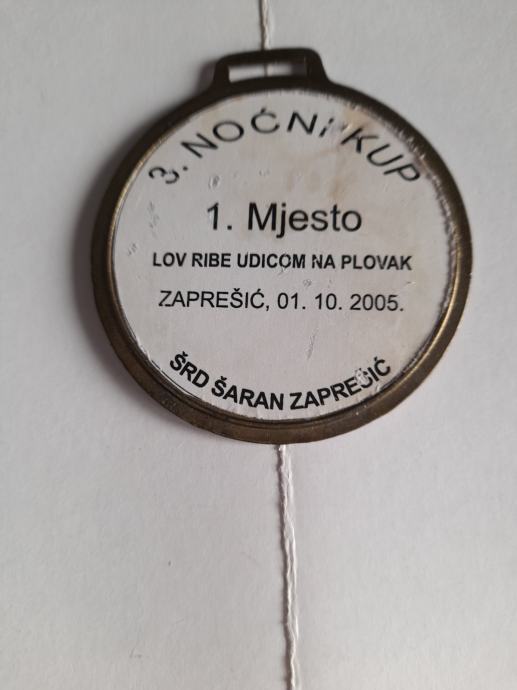 3. NOĆNI KUP
1. Mjesto
LOV RIBE UDICOM NA PLOVAK
ZAPREŠIĆ, 01. 10. 2005.
ŠRD ŠARAN ZAPREŠIĆ